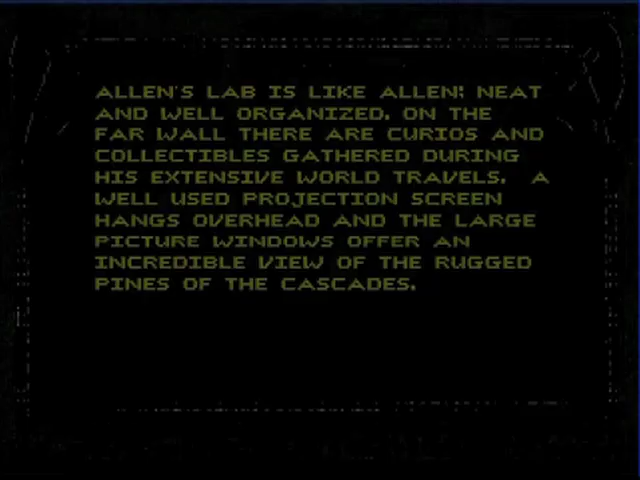 ALLEN'S LAB IS LIKE ALLEN: NEAT
AND WELL ORGANIZED. ON THE
FAR WALL THERE ARE CURIOS AND
COLLECTIBLES GATHERED DURING
HIS EXTENSIVE WORLD TRAVELS. A
WELL USED PROJECTION SCREEN
HANGS OVERHEAD AND THE LARGE
PICTURE WINDOWS OFFER AN
INCREDIBLE VIEW OF THE RUGGED
PINES OF THE CASCADES.